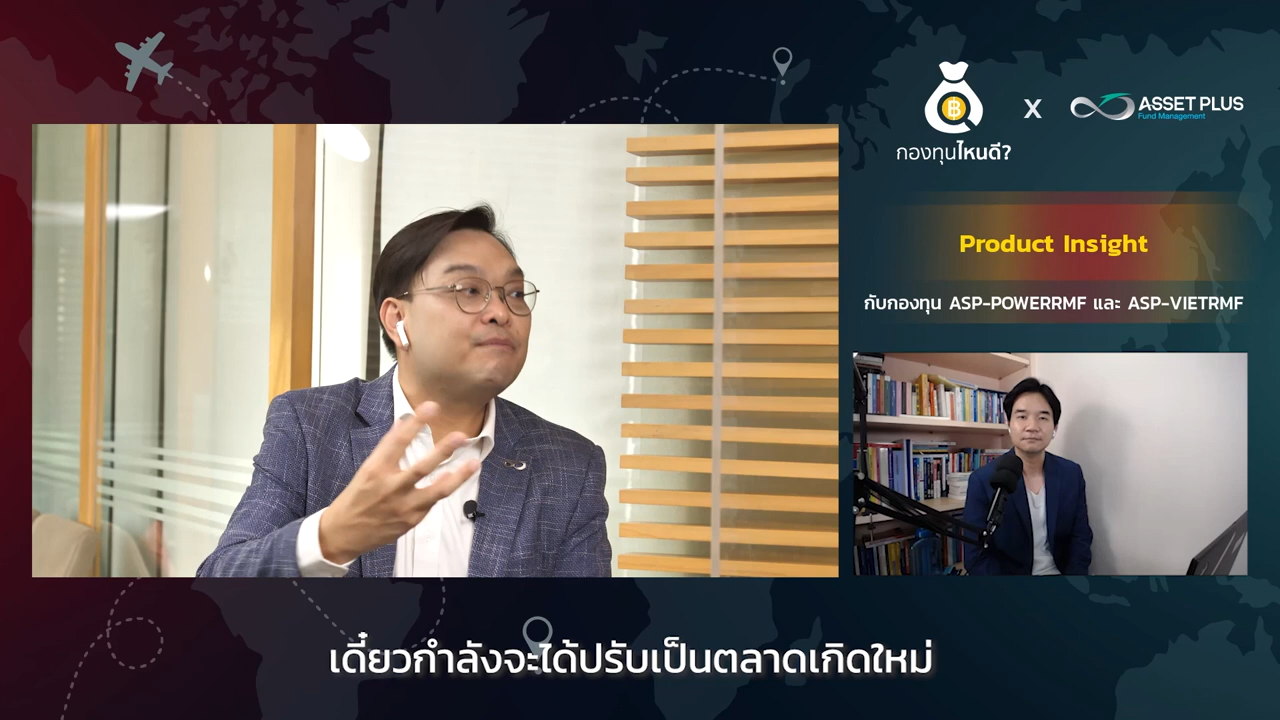 ฿
กองทุนไหนดี?
X
ASSET PLUS
Fund Management
Product Insight
กับกองทุน ASP-POWERRMF และ ASP-VIETRMF
เดี๋ยวกำลังจะได้ปรับเป็นตลาดเกิดใหม่